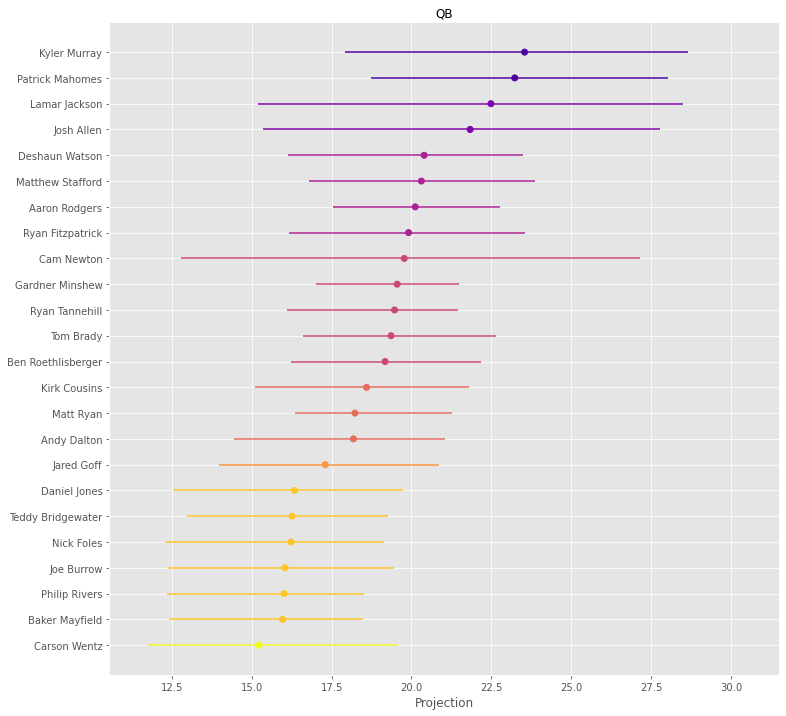 QB
Kyler Murray
Patrick Mahomes
Lamar Jackson
Josh Allen
Deshaun Watson
Matthew Stafford
Aaron Rodgers
Ryan Fitzpatrick
Cam Newton
Gardner Minshew
Ryan Tannehill
Tom Brady
Ben Roethlisberger
Kirk Cousins
Matt Ryan
Andy Dalton
Jared Goff
Daniel Jones
Teddy Bridgewater
Nick Foles
Joe Burrow
Philip Rivers
Baker Mayfield
Carson Wentz
12.5 15.0 17.5 20.0 22.5 25.0 27.5 30.0
Projection